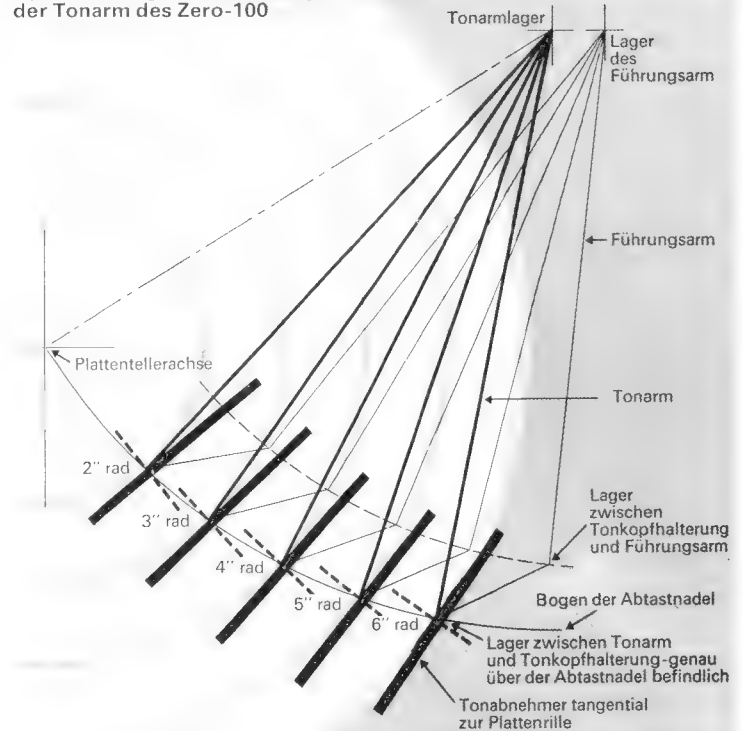 der Tonarm des Zero-100
Tonarmlager
Lager
des
Führungsarm
Führungsarm
Plattentellerachse
Tonarm
2" rad
3" rad
4" rad
5" rad
6" rad
Lager
zwischen
Tonkopfhalterung
und Führungsarm
Bogen der Abtastnadel
Lager zwischen Tonarm
und Tonkopfhalterung-genau
über der Abtastnadel befindlich
Tonabnehmer tangential
zur Plattenrille